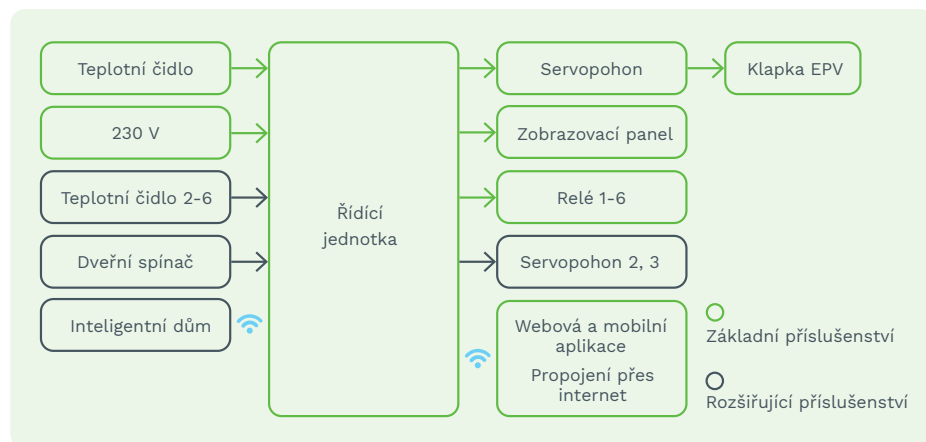 Teplotní čidlo
230 V
Teplotní čidlo 2-6
Dveřní spínač
Inteligentní dům
Řídící
jednotka
Servopohon
Klapka EPV
Zobrazovací panel
Relé 1-6
Servopohon 2, 3
Webová a mobilní
aplikace
Propojení přes
internet
Základní příslušenství
Rozšiřující příslušenství